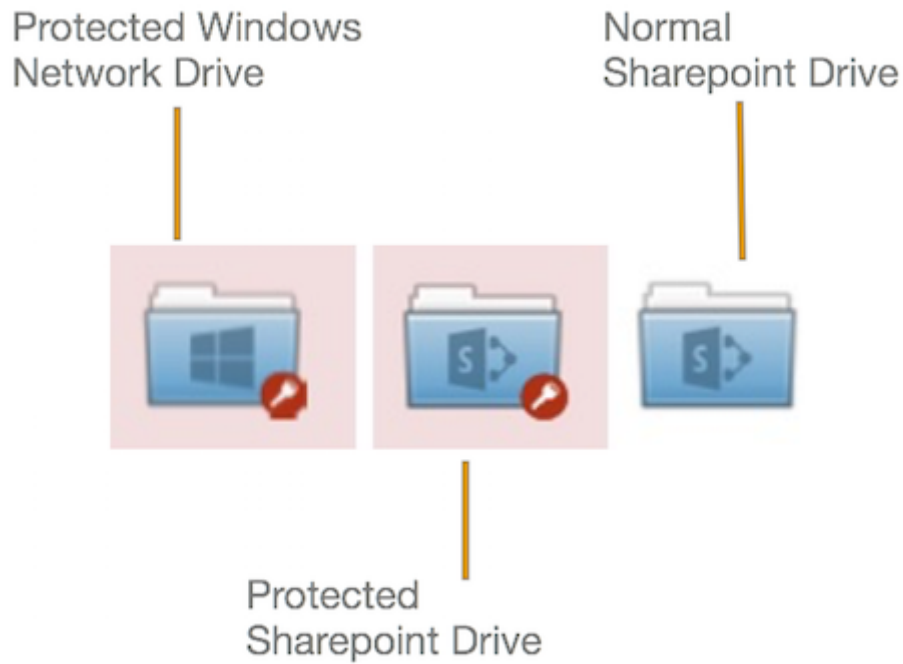 Protected Windows
Network Drive
Normal
Sharepoint Drive
S
S
Protected
Sharepoint Drive